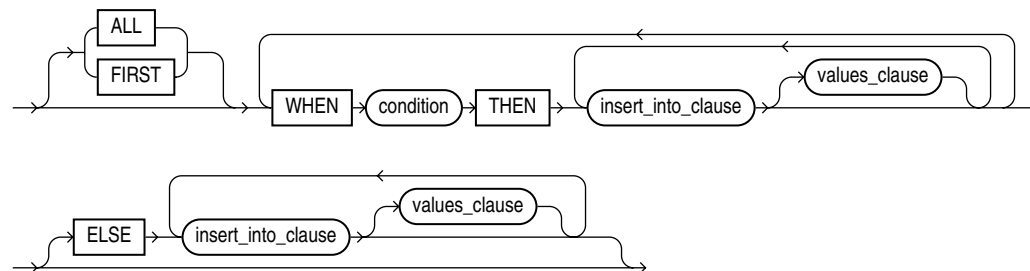 ALL
FIRST
values_clause
WHEN condition THEN insert_into_clause
values_clause
ELSE insert_into_clause